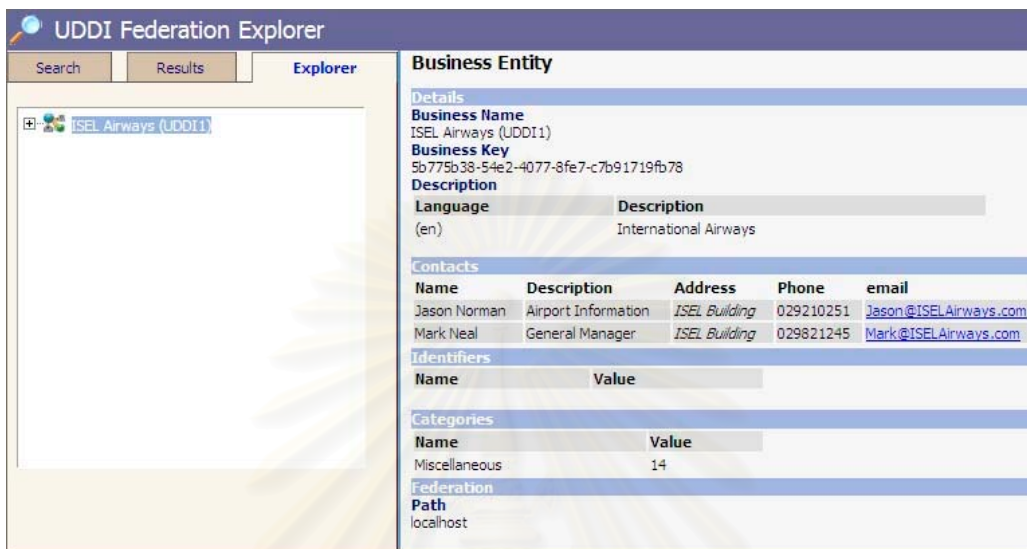 UDDI Federation Explorer
Search Results Explorer
ISEL Airways (UDDI1)
Business Entity
Details
Business Name
ISEL Airways (UDDI1)
Business Key
5b775b38-54e2-4077-8fe7-c7b91719fb78
Description
Language Description
(en) International Airways
Contacts
Name Description Address Phone email
Jason Norman Airport Information ISEL Building 029210251 Jason@ISELAirways.com
Mark Neal General Manager ISEL Building 029821245 Mark@ISELAirways.com
Identifiers
Name Value
Categories
Name Value
Miscellaneous 14
Federation
Path
localhost